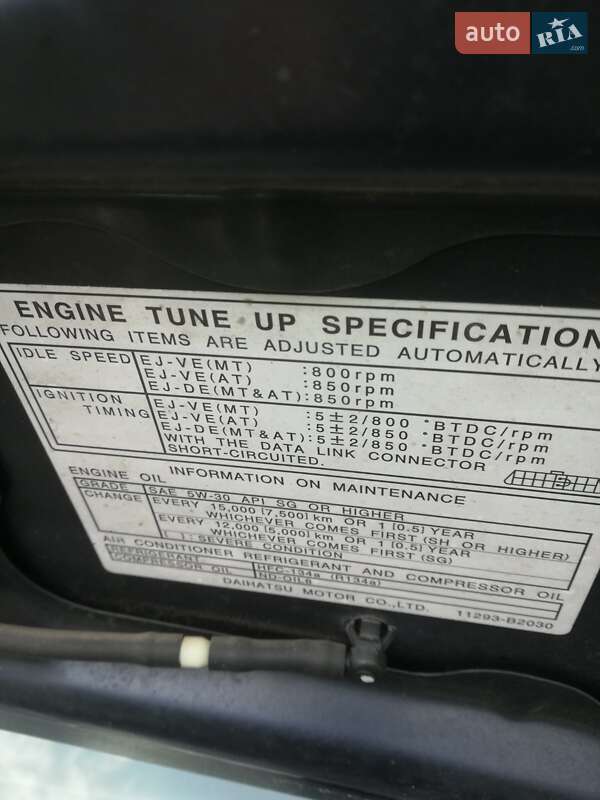 auto RIA .com
ENGINE TUNE UP SPECIFICATION
FOLLOWING ITEMS ARE ADJUSTED AUTOMATICALLY
IDLE SPEED EJ-VE(MT) :800rpm
EJ-VE(AT) :850rpm
EJ-DE(MT&AT):850rpm
IGNITION TIMING EJ-VE(MT) :5±2/800 °BTDC/rpm
EJ-VE(AT) :5±2/850 °BTDC/rpm
EJ-DE(MT&AT):5±2/850 °BTDC/rpm
WITH THE DATA LINK CONNECTOR
SHORT-CIRCUITED.
INFORMATION ON MAINTENANCE
ENGINE OIL
GRADE SAE 5W-30 API SG OR HIGHER
CHANGE EVERY 15,000 [7,500] km OR 1 [0.5] YEAR
WHICHEVER COMES FIRST (SH OR HIGHER)
EVERY 12,000 [5,000] km OR 1 [0.5] YEAR
WHICHEVER COMES FIRST (SG)
[ ]:SEVERE CONDITION
AIR CONDITIONER REFRIGERANT AND COMPRESSOR OIL
REFRIGERANT HFC-134a (R134a)
COMPRESSOR OIL ND-OIL8
DAIHATSU MOTOR CO.,LTD. 11293-B2030